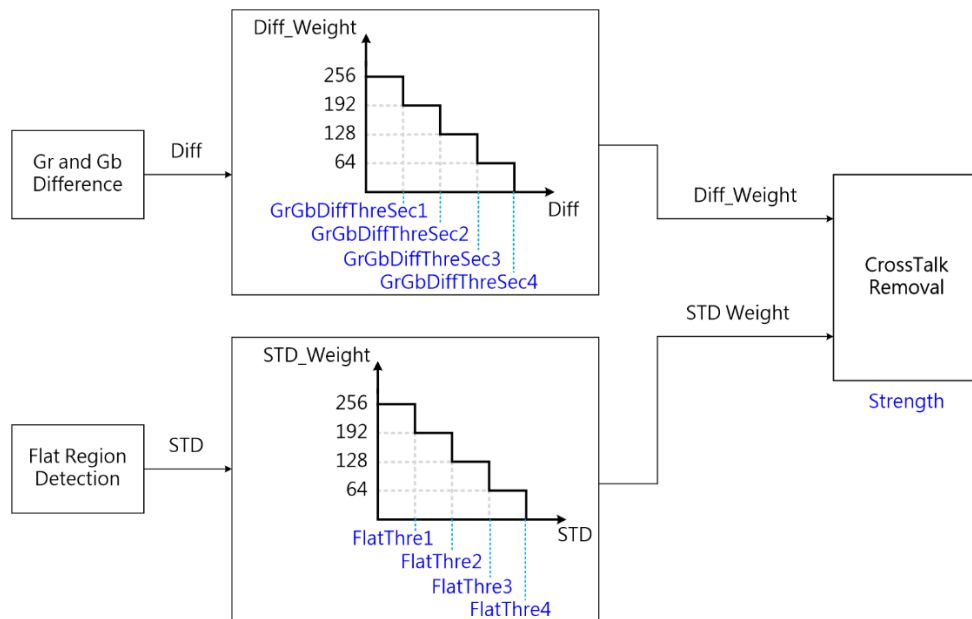 Gr and Gb
Difference
Diff
Diff_Weight
256
192
128
64
Diff
GrGbDiffThreSec1
GrGbDiffThreSec2
GrGbDiffThreSec3
GrGbDiffThreSec4
Diff_Weight
CrossTalk
Removal
Strength
Flat Region
Detection
STD
STD_Weight
256
192
128
64
STD
FlatThre1
FlatThre2
FlatThre3
FlatThre4
STD Weight